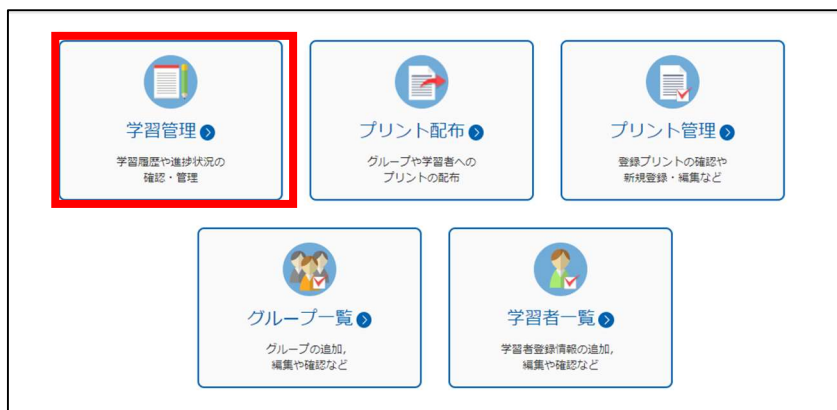 学習管理
学習履歴や進捗状況の
確認・管理
プリント配布
グループや学習者への
プリントの配布
プリント管理
登録プリントの確認や
新規登録・編集など
グループ一覧
グループの追加,
編集や確認など
学習者一覧
学習者登録情報の追加,
編集や確認など